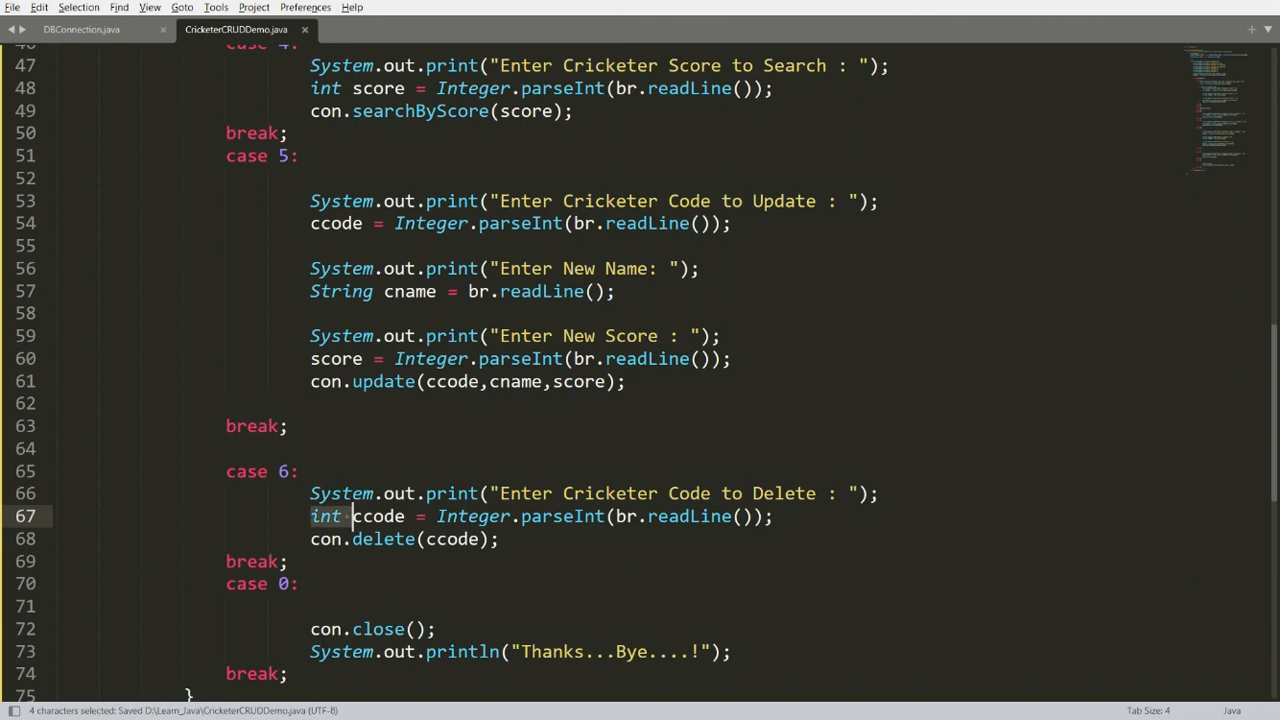 File Edit Selection Find View Goto Tools Project Preferences Help
DBConnection.java × CricketerCRUDDemo.java ×
46 case 4:
47 System.out.print("Enter Cricketer Score to Search : ");
48 int score = Integer.parseInt(br.readLine());
49 con.searchByScore(score);
50 break;
51 case 5:
52
53 System.out.print("Enter Cricketer Code to Update : ");
54 ccode = Integer.parseInt(br.readLine());
55
56 System.out.print("Enter New Name: ");
57 String cname = br.readLine();
58
59 System.out.print("Enter New Score : ");
60 score = Integer.parseInt(br.readLine());
61 con.update(ccode,cname,score);
62
63 break;
64
65 case 6:
66 System.out.print("Enter Cricketer Code to Delete : ");
67 int ccode = Integer.parseInt(br.readLine());
68 con.delete(ccode);
69 break;
70 case 0:
71
72 con.close();
73 System.out.println("Thanks...Bye....!");
74 break;
75 }
4 characters selected: Saved D:\Learn_Java\CricketerCRUDDemo.java (UTF-8) Tab Size: 4 Java